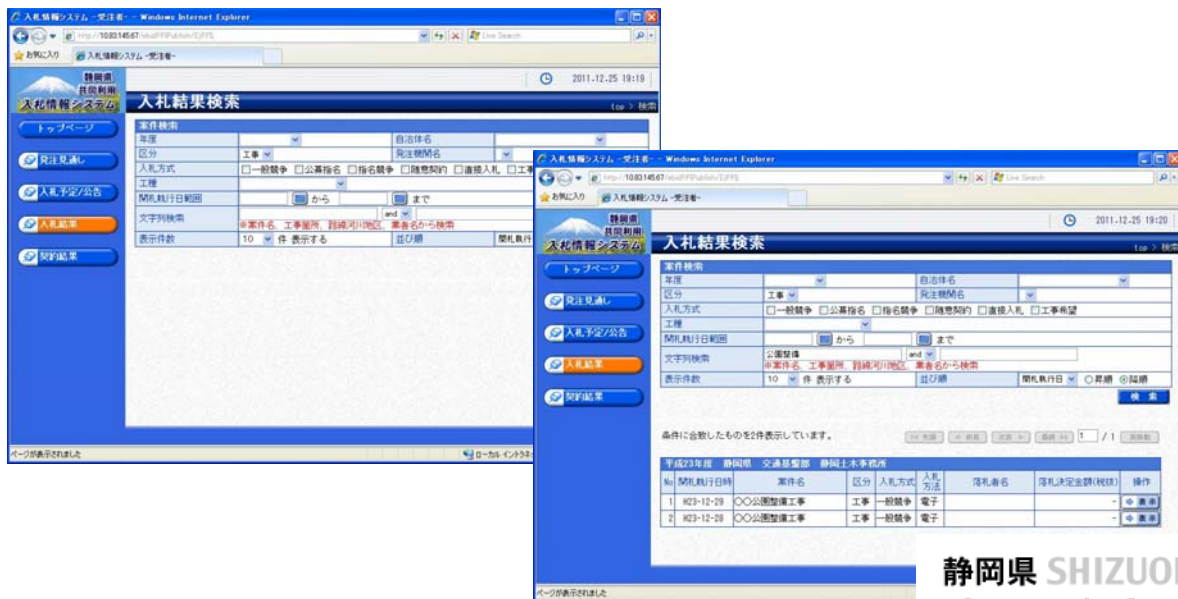 入札情報システム -受注者- - Windows Internet Explorer
Live Search
お気に入り 入札情報システム -受注者-
静岡県
共同利用
入札情報システム
2011.12.25 19:19
入札結果検索
top > 検索
トップページ
発注見通し
入札予定/公告
入札結果
契約結果
案件検索
年度 自治体名
区分 工事 発注機関名
入札方式 □一般競争 □公募指名 □指名競争 □随意契約 □直接入札 □工事
工種
開札執行日範囲 から まで
文字列検索 and
※案件名、工事箇所、路線河川地区、業者名から検索
表示件数 10 件 表示する 並び順 開札執行
ページが表示されました
入札情報システム -受注者- - Windows Internet Explorer
Live Search
お気に入り 入札情報システム -受注者-
静岡県
共同利用
入札情報システム
2011.12.25 19:20
入札結果検索
top > 検索
トップページ
発注見通し
入札予定/公告
入札結果
契約結果
案件検索
年度 自治体名
区分 工事 発注機関名
入札方式 □一般競争 □公募指名 □指名競争 □随意契約 □直接入札 □工事希望
工種
開札執行日範囲 から まで
文字列検索 公園整備 and
※案件名、工事箇所、路線河川地区、業者名から検索
表示件数 10 件 表示する 並び順 開札執行日 ○昇順 ◎降順
検 索
条件に合致したものを2件表示しています。
1 / 1
平成23年度 静岡県 交通基盤部 静岡土木事務所
No 開札執行日時 案件名 区分 入札方式 入札方法 落札者名 落札決定金額(税抜) 操作
1 H23-12-28 〇〇公園整備工事 工事 一般競争 電子 - 表示
2 H23-12-28 〇〇公園整備工事 工事 一般競争 電子 - 表示
ページが表示されました
静岡県 SHIZUO